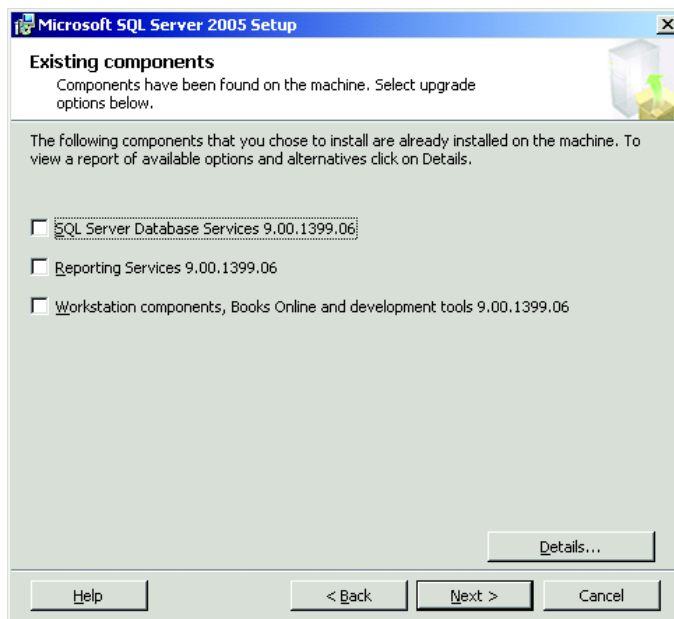 Microsoft SQL Server 2005 Setup
Existing components
Components have been found on the machine. Select upgrade
options below.
The following components that you chose to install are already installed on the machine. To
view a report of available options and alternatives click on Details.
SQL Server Database Services 9.00.1399.06
Reporting Services 9.00.1399.06
Workstation components, Books Online and development tools 9.00.1399.06
Details...
Help
< Back
Next >
Cancel